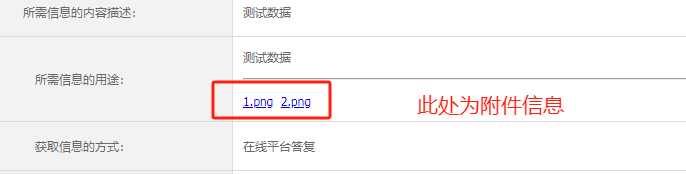 所需信息的内容描述: 测试数据
测试数据
所需信息的用途:
1.png 2.png 此处为附件信息
获取信息的方式: 在线平台答复